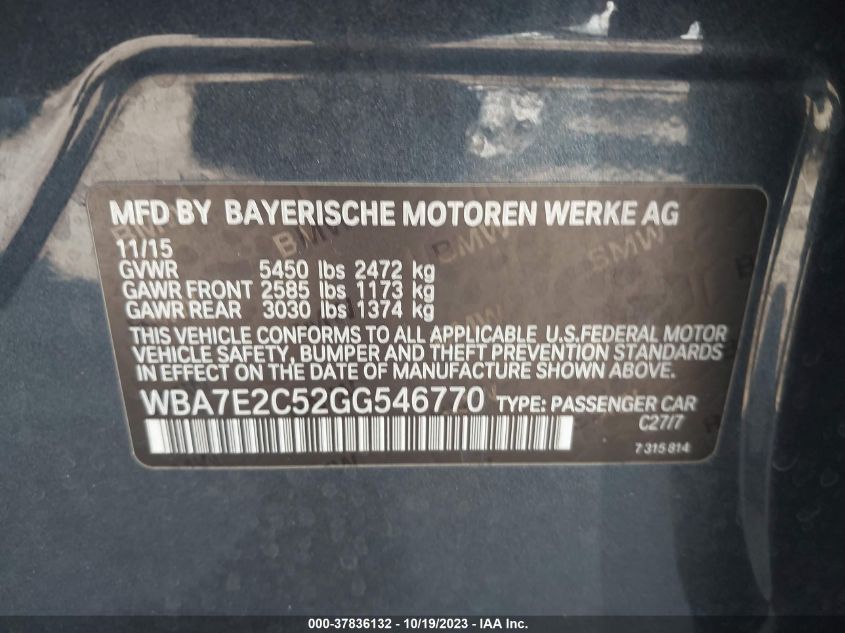 MFD BY BAYERISCHE MOTOREN WERKE AG
11/15
GVWR 5450 lbs 2472 kg
GAWR FRONT 2585 lbs 1173 kg
GAWR REAR 3030 lbs 1374 kg
THIS VEHICLE CONFORMS TO ALL APPLICABLE U.S.FEDERAL MOTOR
VEHICLE SAFETY, BUMPER AND THEFT PREVENTION STANDARDS
IN EFFECT ON THE DATE OF MANUFACTURE SHOWN ABOVE.
WBA7E2C52GG546770 TYPE: PASSENGER CAR
C27/7
7315814
000-37836132 - 10/19/2023 - © IAA, Inc.